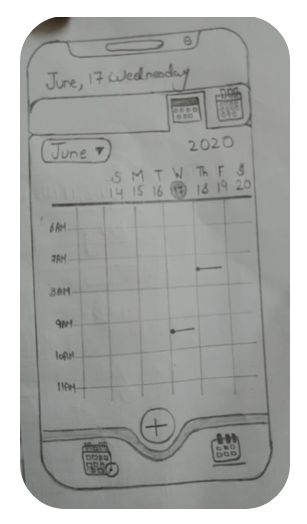 June, 17 Wednesday
June ▼ 2020
S M T W Th F S
14 15 16 17 18 19 20
6AM
7AM
8AM
9AM
10AM
11AM